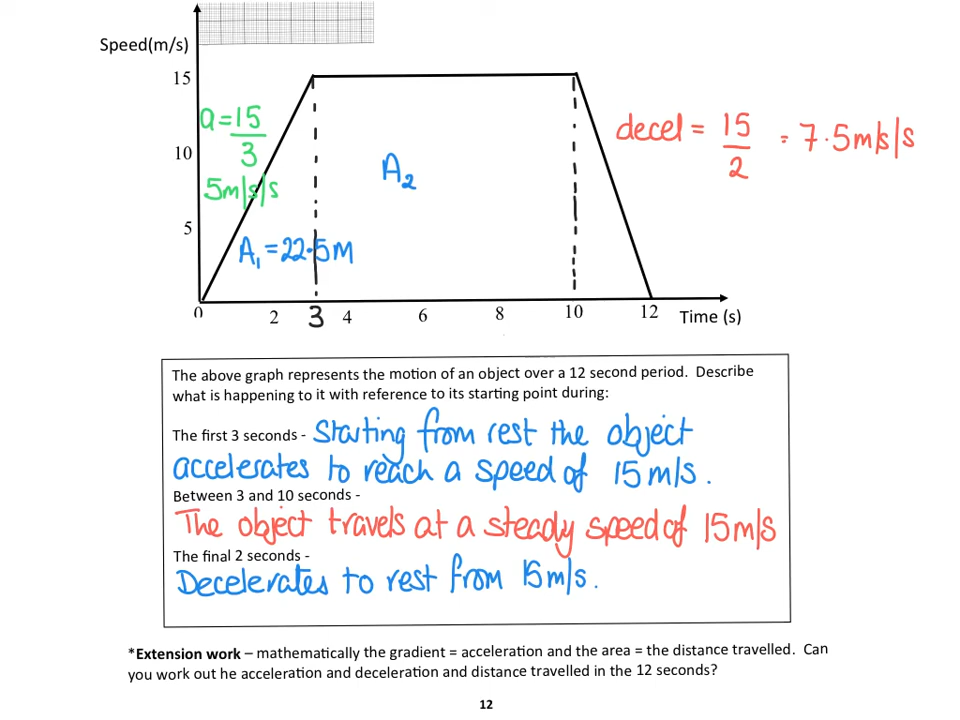 Speed(m/s)
15
a = 15
3
decel = 15
2
= 7.5m/s/s
10
A2
5m/s/s
5
A1 = 22.5M
0
2
3
4
6
8
10
12
Time (s)
The above graph represents the motion of an object over a 12 second period. Describe
what is happening to it with reference to its starting point during:
The first 3 seconds - Starting from rest the object
accelerates to reach a speed of 15m/s.
Between 3 and 10 seconds -
The object travels at a steady speed of 15m/s
The final 2 seconds -
Decelerates to rest from 15m/s.
*Extension work – mathematically the gradient = acceleration and the area = the distance travelled. Can
you work out he acceleration and deceleration and distance travelled in the 12 seconds?
12